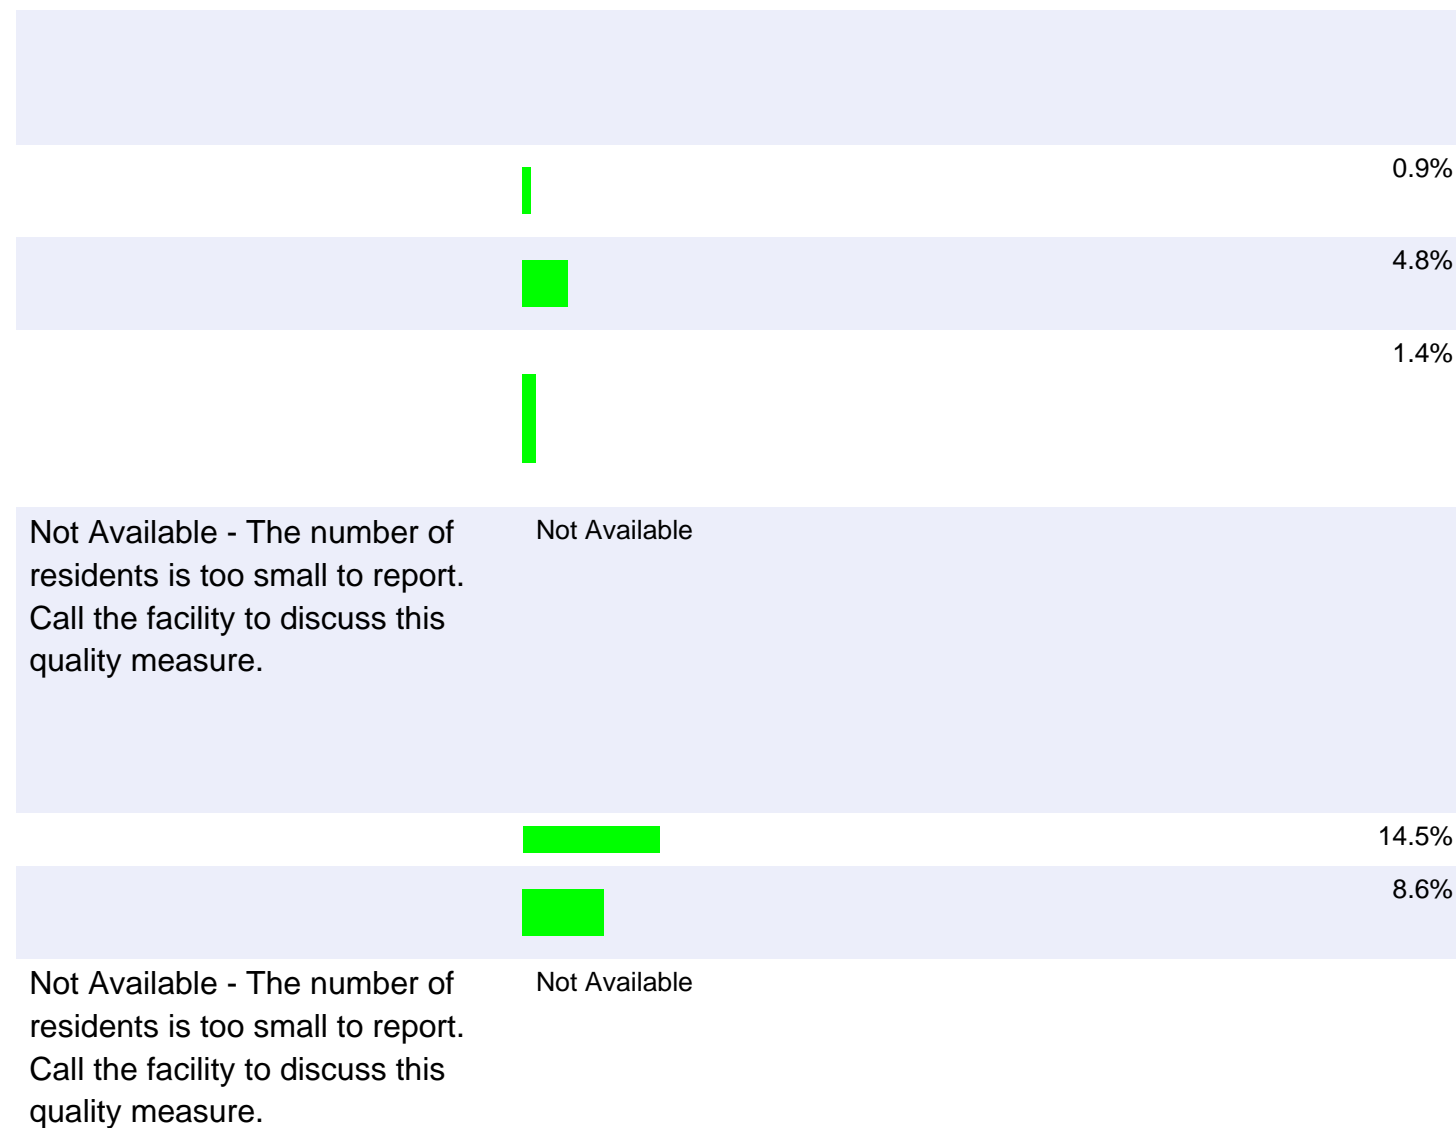 0.9%
4.8%
1.4%
Not Available - The number of
residents is too small to report.
Call the facility to discuss this
quality measure.
Not Available
14.5%
8.6%
Not Available - The number of
residents is too small to report.
Call the facility to discuss this
quality measure.
Not Available